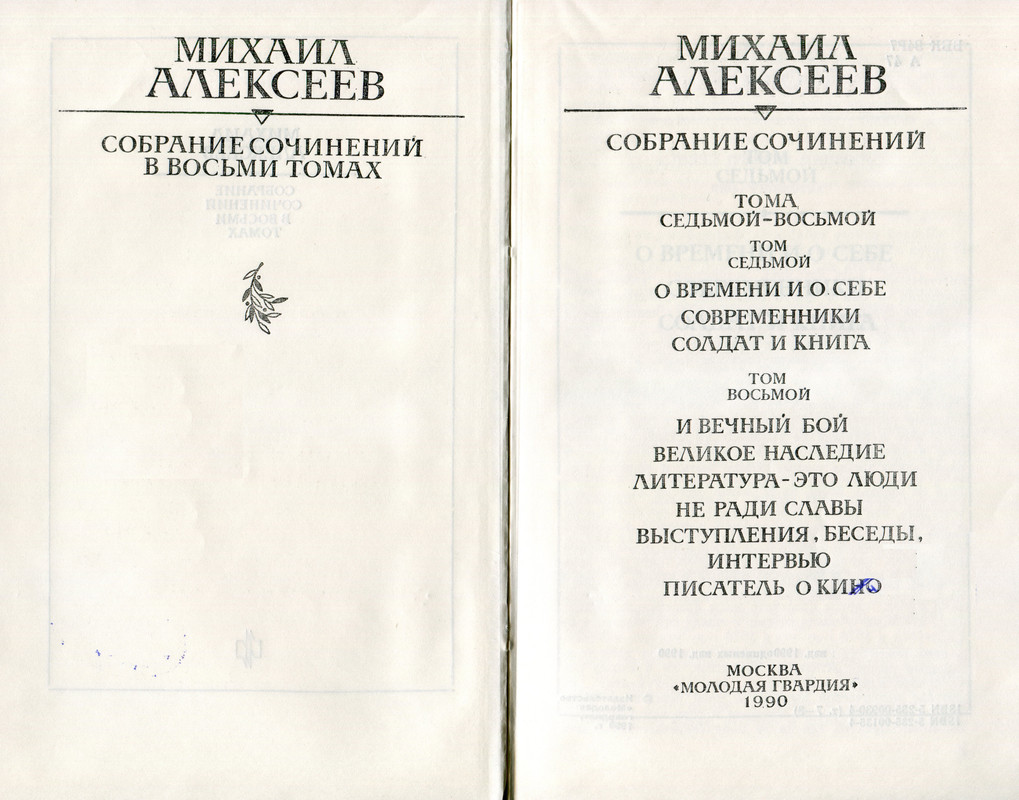 МИХАИЛ
АЛЕКСЕЕВ
СОБРАНИЕ СОЧИНЕНИЙ
В ВОСЬМИ ТОМАХ
МИХАИЛ
АЛЕКСЕЕВ
СОБРАНИЕ СОЧИНЕНИЙ
ТОМА
СЕДЬМОЙ-ВОСЬМОЙ
ТОМ
СЕДЬМОЙ
О ВРЕМЕНИ И О СЕБЕ
СОВРЕМЕННИКИ
СОЛДАТ И КНИГА
ТОМ
ВОСЬМОЙ
И ВЕЧНЫЙ БОЙ
ВЕЛИКОЕ НАСЛЕДИЕ
ЛИТЕРАТУРА-ЭТО ЛЮДИ
НЕ РАДИ СЛАВЫ
ВЫСТУПЛЕНИЯ, БЕСЕДЫ,
ИНТЕРВЬЮ
ПИСАТЕЛЬ О КИНО
МОСКВА
«МОЛОДАЯ ГВАРДИЯ»
1990